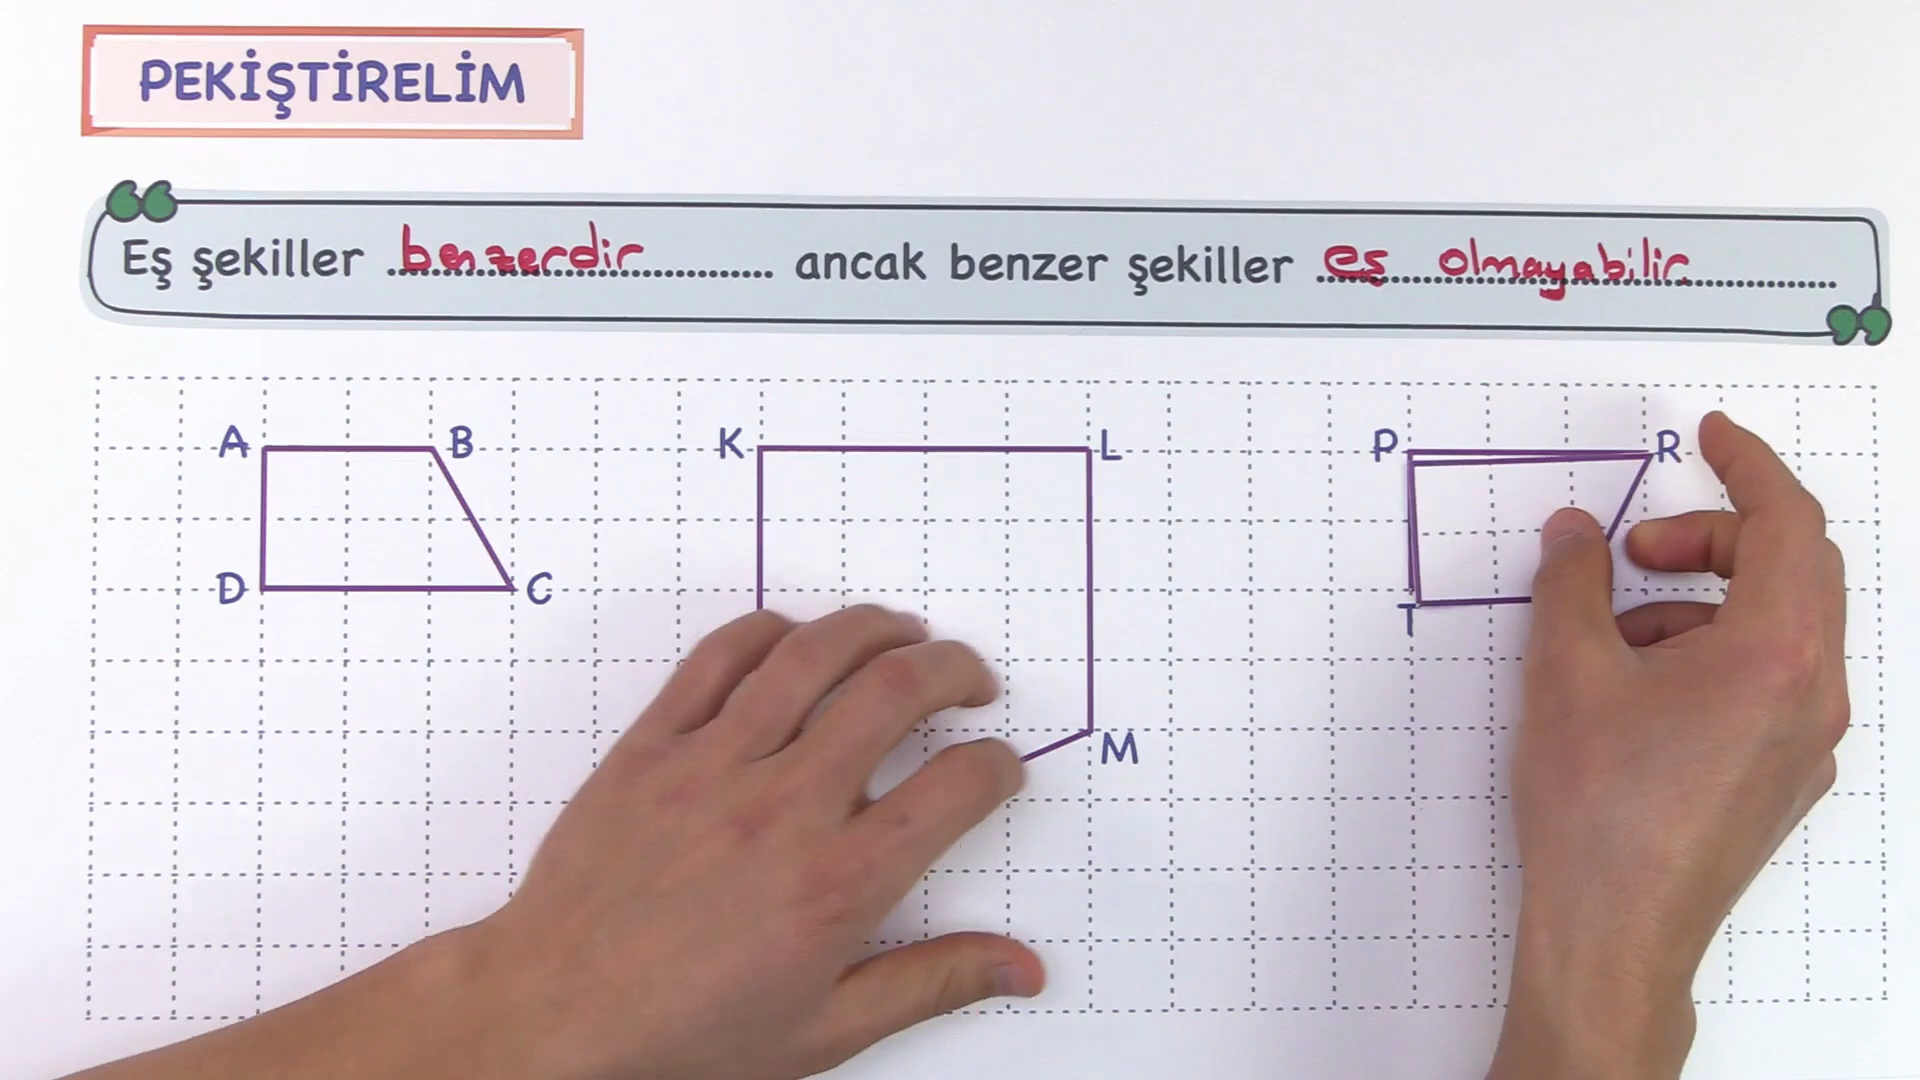 PEKİŞTİRELİM
Eş şekiller benzerdir ancak benzer şekiller eş olmayabilir
A B K L P R
D C T
M